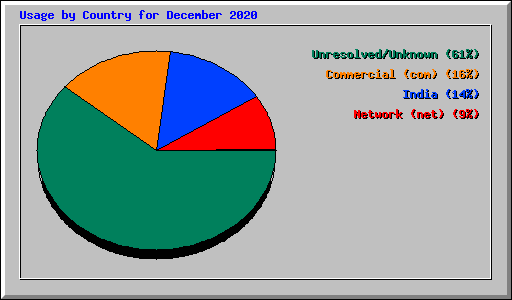 Usage by Country for December 2020
Unresolved/Unknown (61%)
Commercial (com) (16%)
India (14%)
Network (net) (9%)